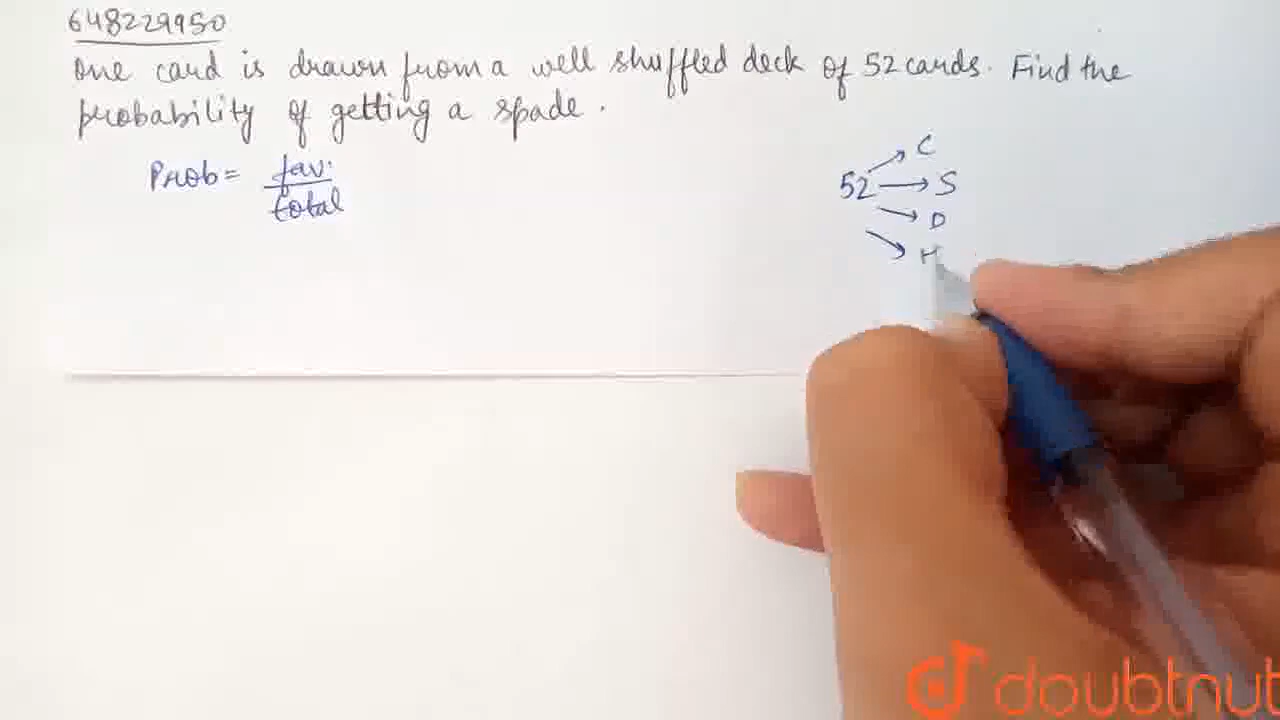 648229950
One card is drawn from a well shuffled deck of 52 cards. Find the
probability of getting a spade.
Prob = fav.
total
52
C
S
D
H
doubtnut